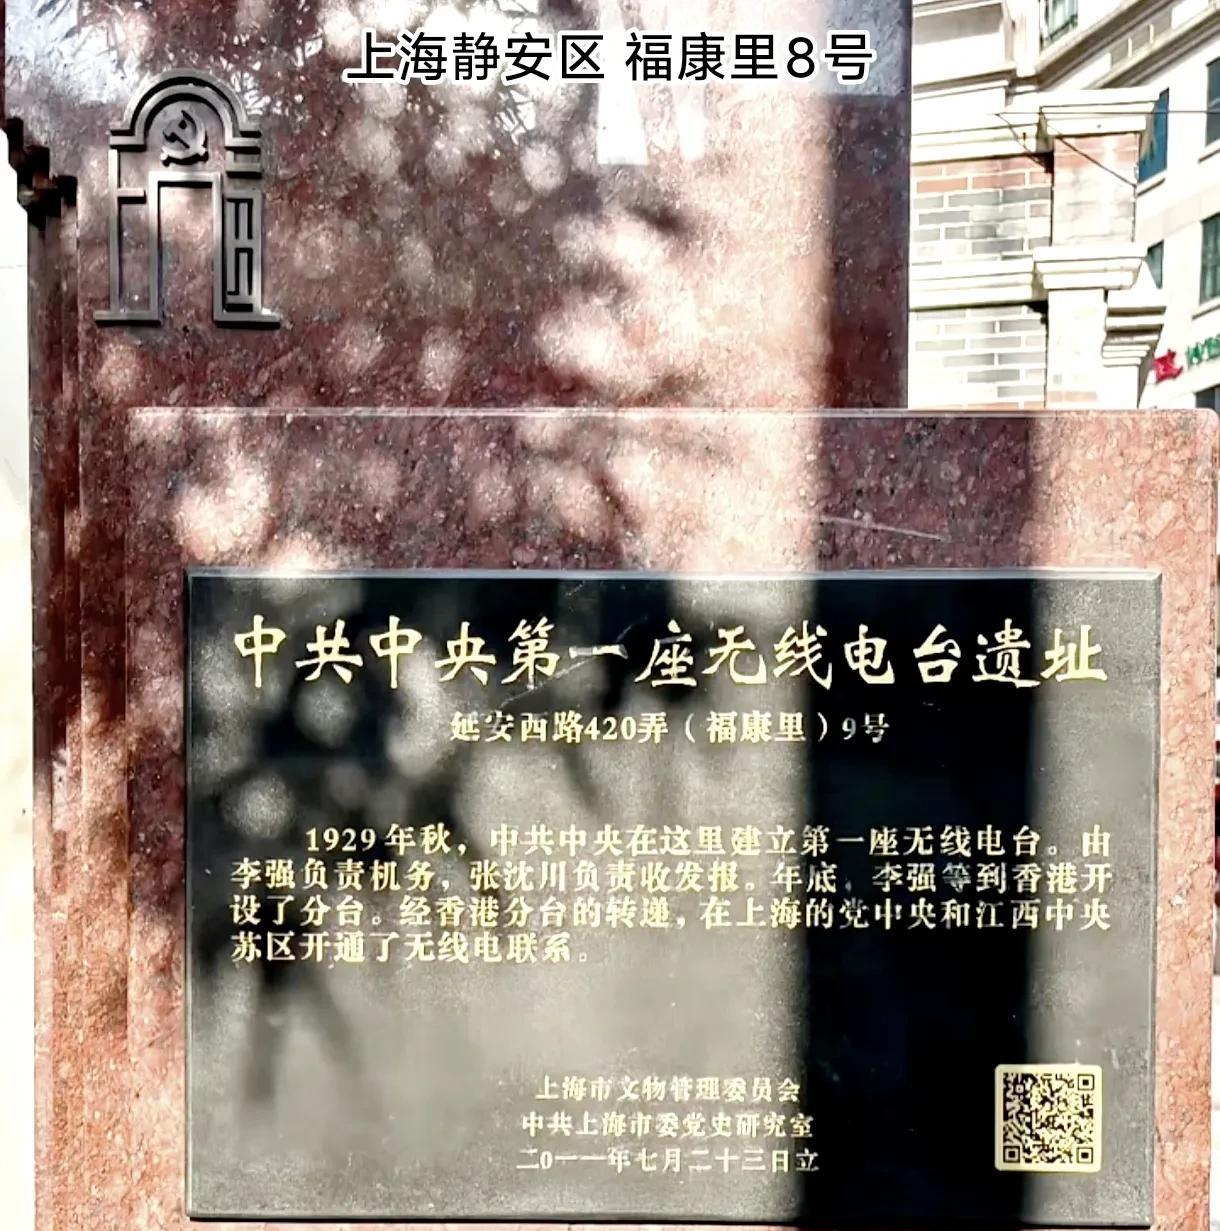 上海静安区 福康里8号
中共中央第一座无线电台遗址
延安西路420弄（福康里）9号
1929年秋，中共中央在这里建立第一座无线电台。由
李强负责机务，张沈川负责收发报。年底，李强等到香港开
设了分台。经香港分台的转递，在上海的党中央和江西中央
苏区开通了无线电联系。
上海市文物管理委员会
中共上海市委党史研究室
二0一一年七月二十三日立